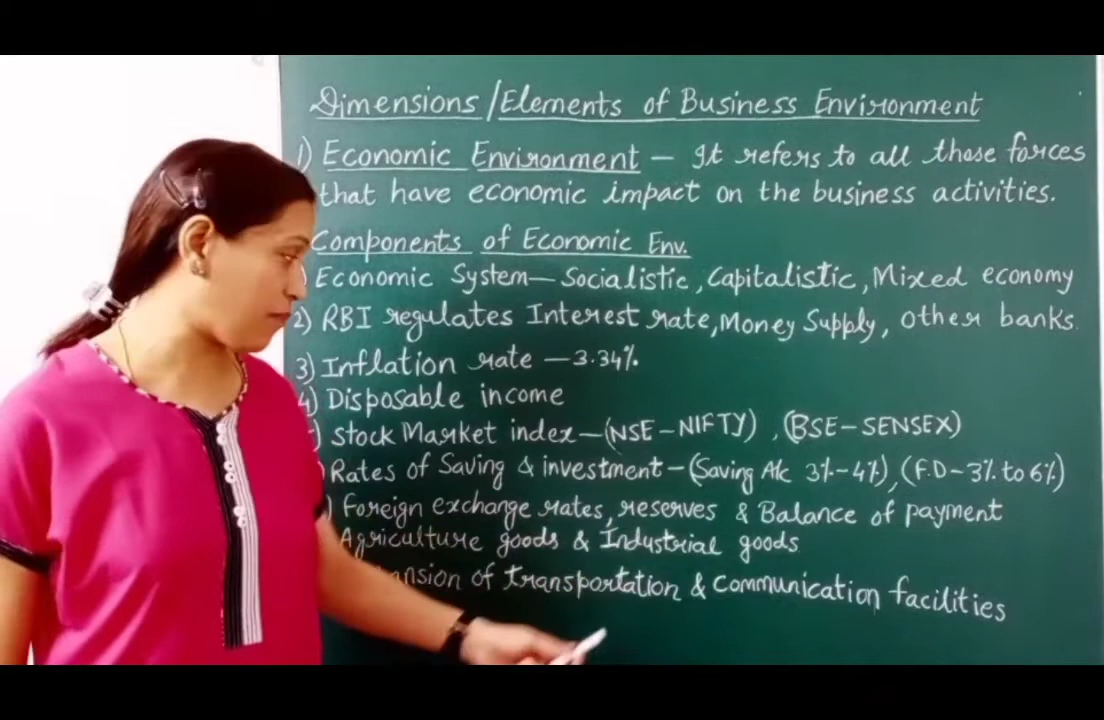 Dimensions/Elements of Business Environment
1) Economic Environment – It refers to all those forces
that have economic impact on the business activities.
Components of Economic Env.
) Economic System – Socialistic, Capitalistic, Mixed economy
2) RBI regulates Interest rate, Money Supply, other banks.
3) Inflation rate – 3.34%
4) Disposable income
) Stock Market index – (NSE – NIFTY) , (BSE – SENSEX)
) Rates of Saving & investment – (Saving A/c 3% - 4%), (F.D – 3% to 6%)
) Foreign exchange rates, reserves & Balance of payment
Agriculture goods & Industrial goods
ansion of transportation & communication facilities